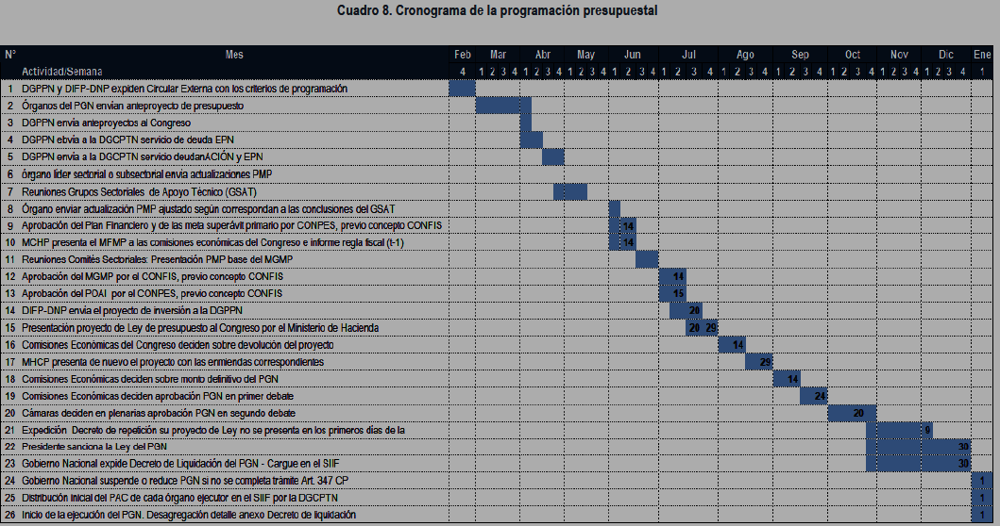 Cuadro 8. Cronograma de la programación presupuestal
N° Mes Feb Mar Abr May Jun Jul Ago Sep Oct Nov Dic Ene
Actividad/Semana 4 1 2 3 4 1 2 3 4 1 2 3 4 1 2 3 4 1 2 3 4 1 2 3 4 1 2 3 4 1 2 3 4 1 2 3 4 1 2 3 4 1
1 DGPPN y DIFP-DNP expiden Circular Externa con los criterios de programación
2 Órganos del PGN envían anteproyecto de presupuesto
3 DGPPN envía anteproyectos al Congreso
4 DGPPN ebvía a la DGCPTN servicio de deuda EPN
5 DGPPN envía a la DGCPTN servicio deudanACIÓN y EPN
6 órgano líder sectorial o subsectorial envia actualizaciones PMP
7 Reuniones Grupos Sectoriales de Apoyo Técnico (GSAT)
8 Órgano enviar actualización PMP ajustado según correspondan a las conclusiones del GSAT
9 Aprobación del Plan Financiero y de las meta superávit primario por CONPES, previo concepto CONFIS 14
10 MCHP presenta el MFMP a las comisiones económicas del Congreso e informe regla fiscal (t-1) 14
11 Reuniones Comités Sectoriales: Presentación PMP base del MGMP
12 Aprobación del MGMP por el CONFIS, previo concepto CONFIS 14
13 Aprobación del POAI por el CONPES, previo concepto CONFIS 15
14 DIFP-DNP envía el proyecto de inversión a la DGPPN 20
15 Presentación proyecto de Ley de presupuesto al Congreso por el Ministerio de Hacienda 20 29
16 Comisiones Económicas del Congreso deciden sobre devolución del proyecto 14
17 MHCP presenta de nuevo el proyecto con las enmiendas correspondientes 29
18 Comisiones Económicas deciden sobre monto definitivo del PGN 14
19 Comisiones Económicas deciden aprobación PGN en primer debate 24
20 Cámaras deciden en plenarias aprobación PGN en segundo debate 20
21 Expedición Decreto de repetición su proyecto de Ley no se presenta en los primeros días de la 9
22 Presidente sanciona la Ley del PGN 30
23 Gobierno Nacional expide Decreto de Liquidación del PGN - Cargue en el SIIF 30
24 Gobierno Nacional suspende o reduce PGN si no se completa trámite Art. 347 CP 1
25 Distribución inicial del PAC de cada órgano ejecutor en el SIIF por la DGCPTN 1
26 Inicio de la ejecución del PGN. Desagregación detalle anexo Decreto de liquidación 1